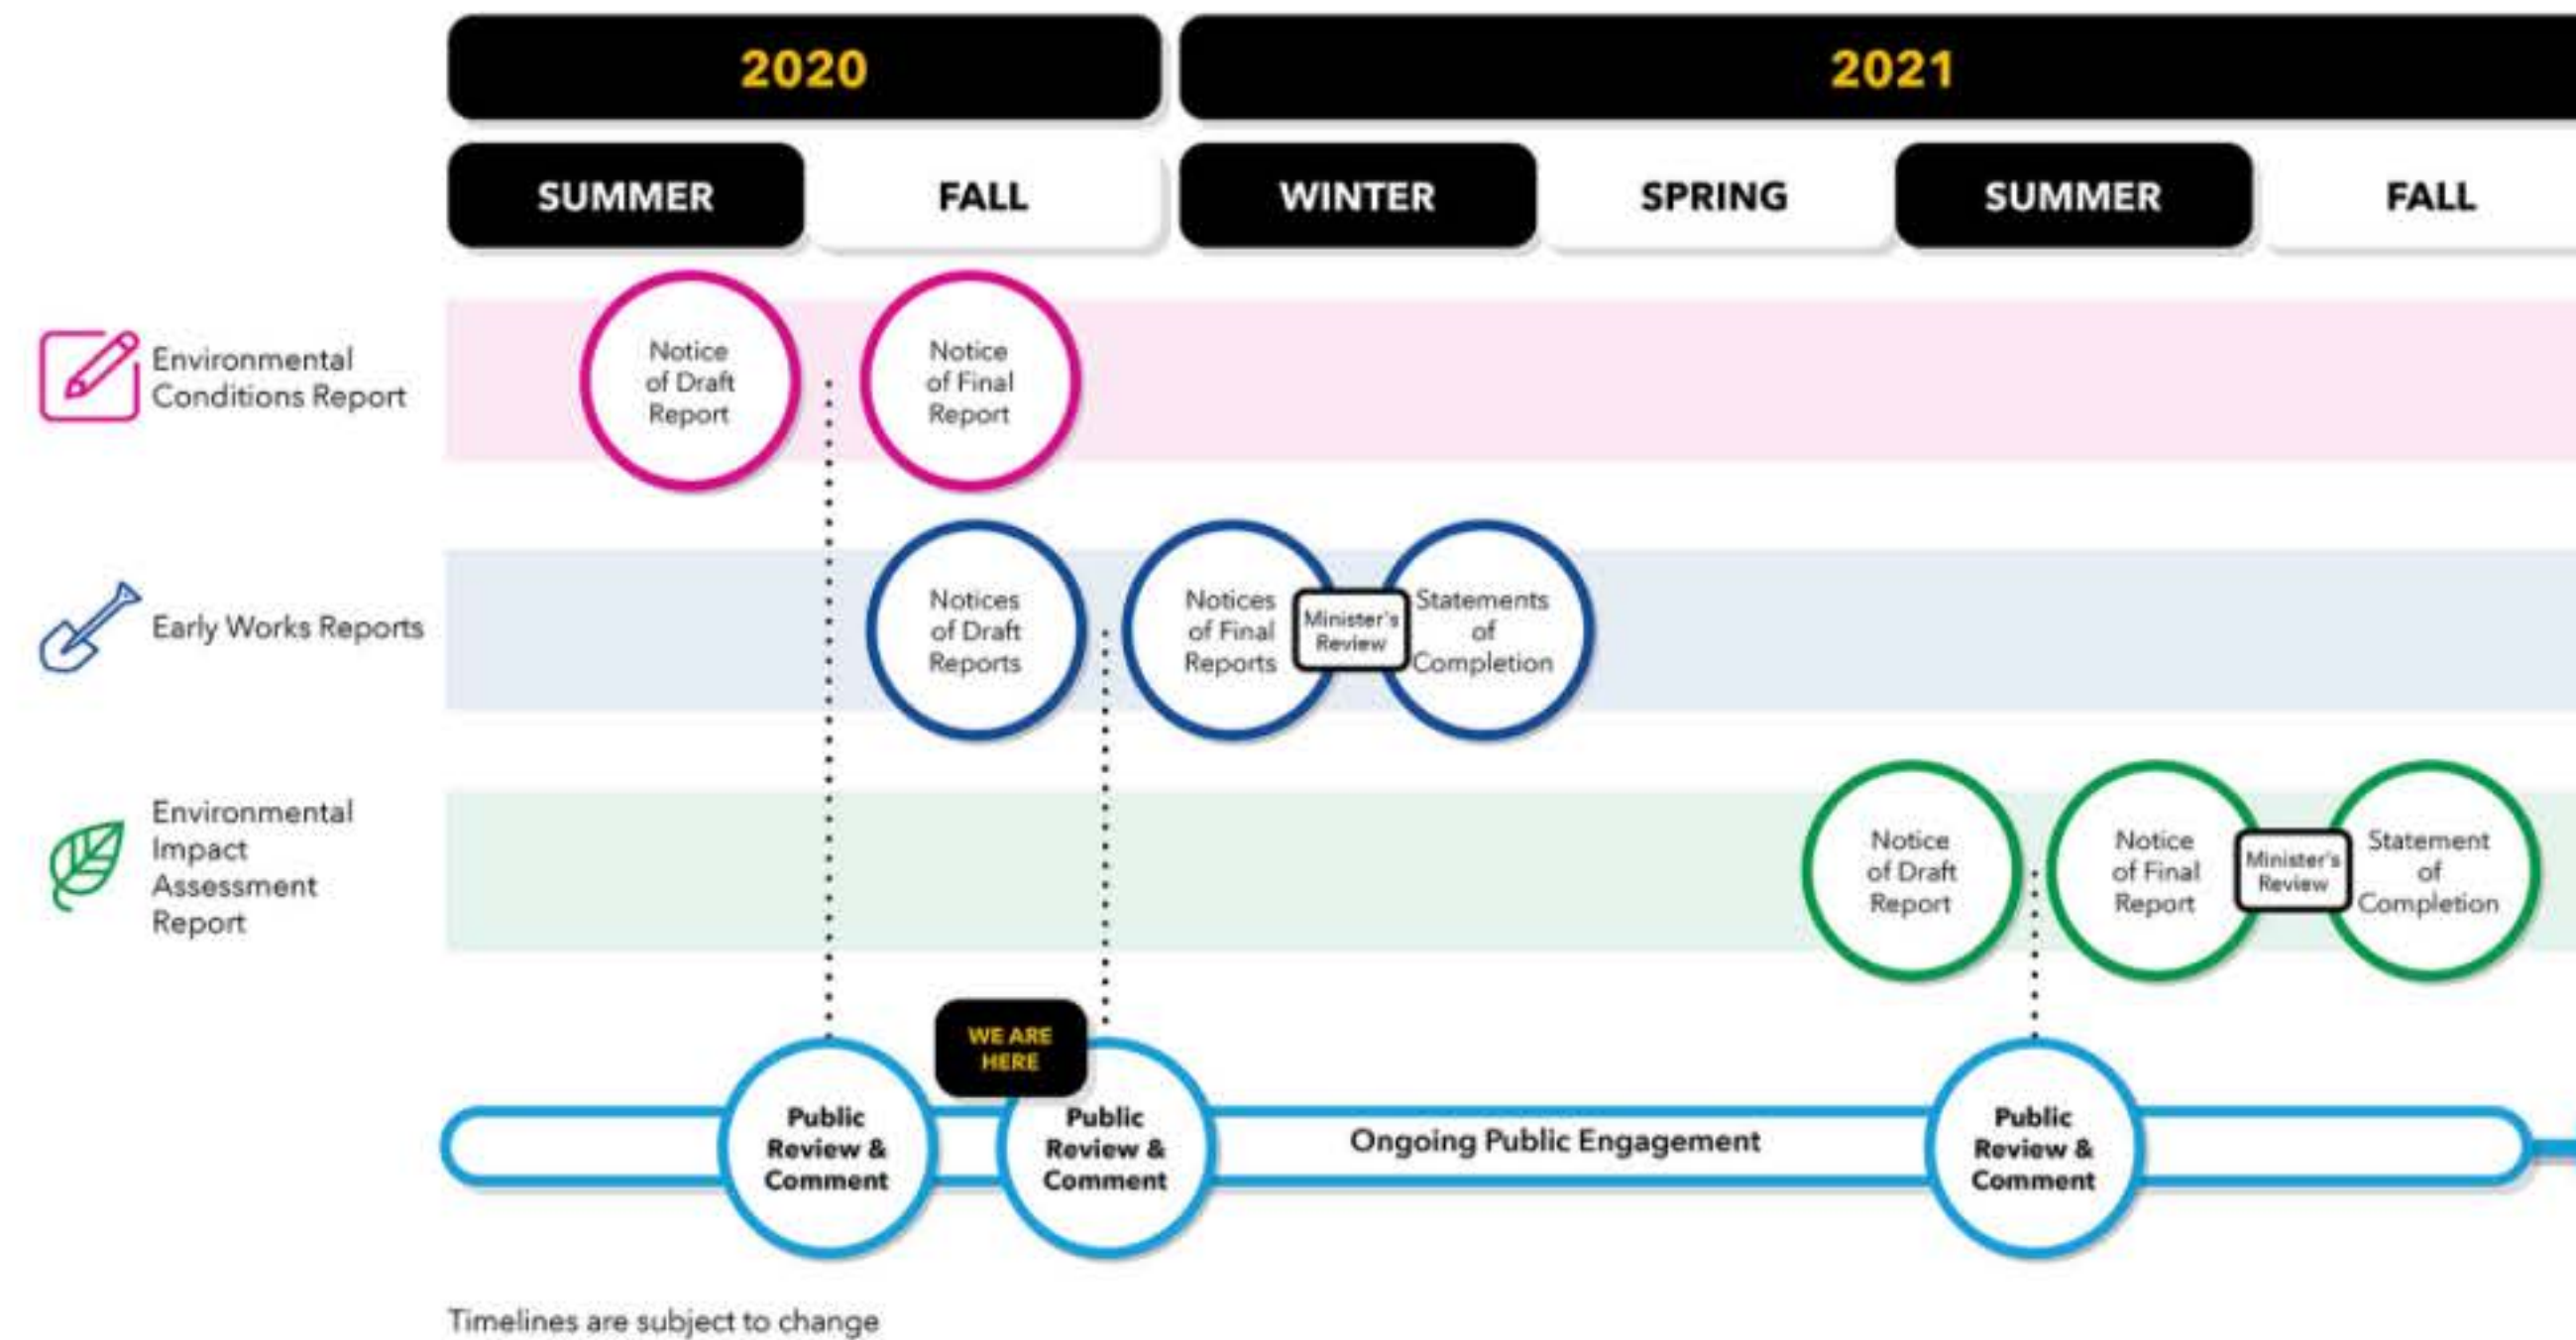 2020
2021
SUMMER
FALL
WINTER
SPRING
SUMMER
FALL
Environmental
Conditions Report
Notice
of Draft
Report
Notice
of Final
Report
Early Works Reports
Notices
of Draft
Reports
Notices
of Final
Reports
Minister's
Review
Statements
of
Completion
Environmental
Impact
Assessment
Report
Notice
of Draft
Report
Notice
of Final
Report
Minister's
Review
Statement
of
Completion
WE ARE
HERE
Public
Review &
Comment
Public
Review &
Comment
Ongoing Public Engagement
Public
Review &
Comment
Timelines are subject to change